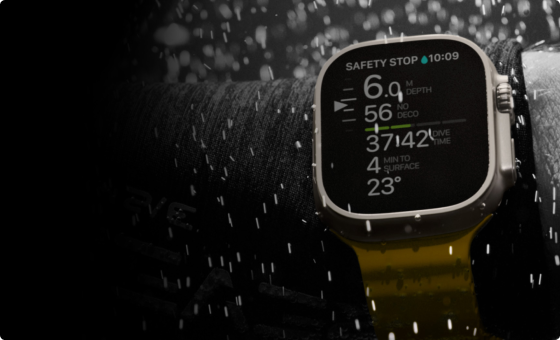 SAFETY STOP 10:09
6.0 M DEPTH
56 NO DECO
37:42 DIVE TIME
4 MIN TO SURFACE
23°